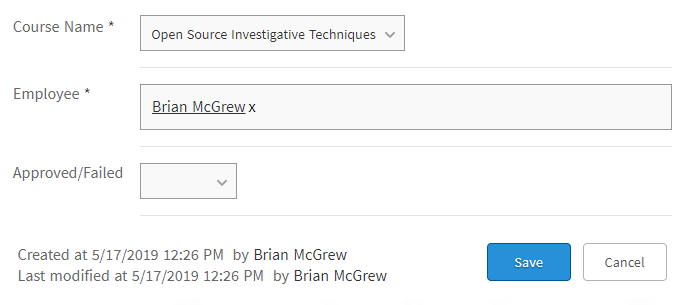 Course Name *
Open Source Investigative Techniques
Employee *
Brian McGrew x
Approved/Failed
Created at 5/17/2019 12:26 PM by Brian McGrew
Last modified at 5/17/2019 12:26 PM by Brian McGrew
Save
Cancel